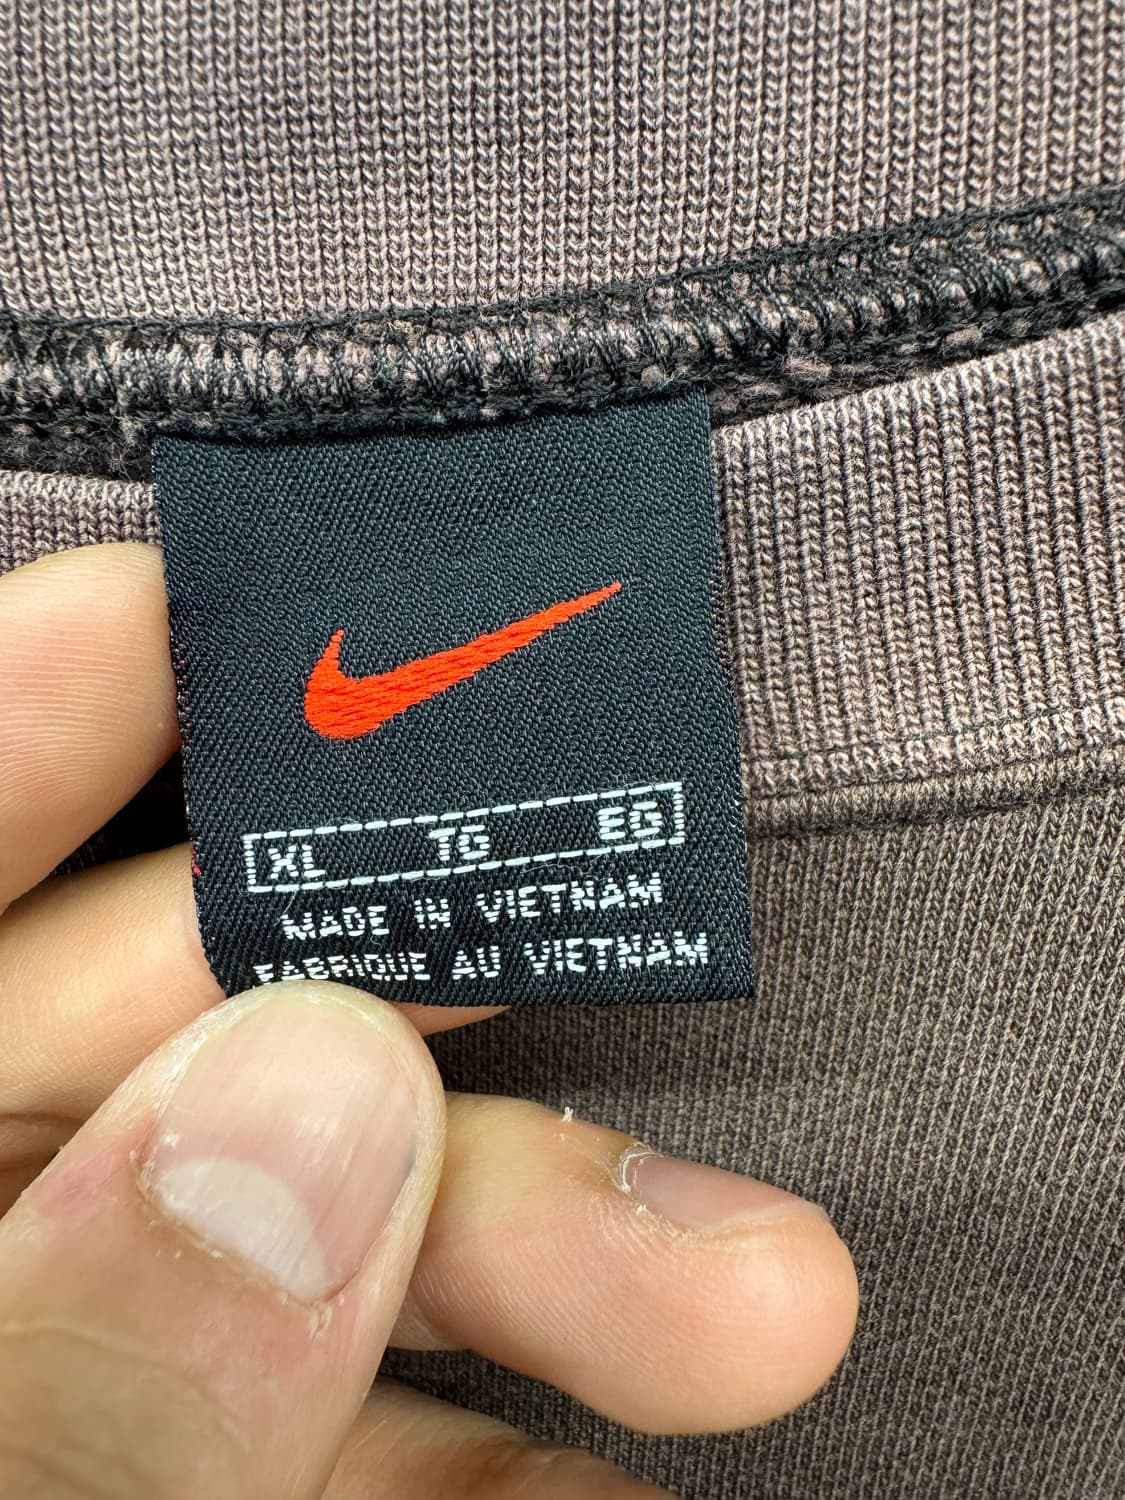 XL TG EG
MADE IN VIETNAM
FABRIQUE AU VIETNAM